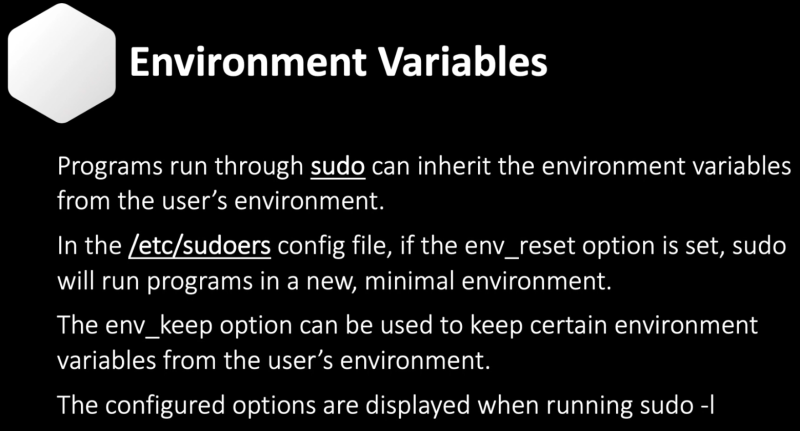 Environment Variables
Programs run through sudo can inherit the environment variables
from the user’s environment.
In the /etc/sudoers config file, if the env_reset option is set, sudo
will run programs in a new, minimal environment.
The env_keep option can be used to keep certain environment
variables from the user’s environment.
The configured options are displayed when running sudo -l